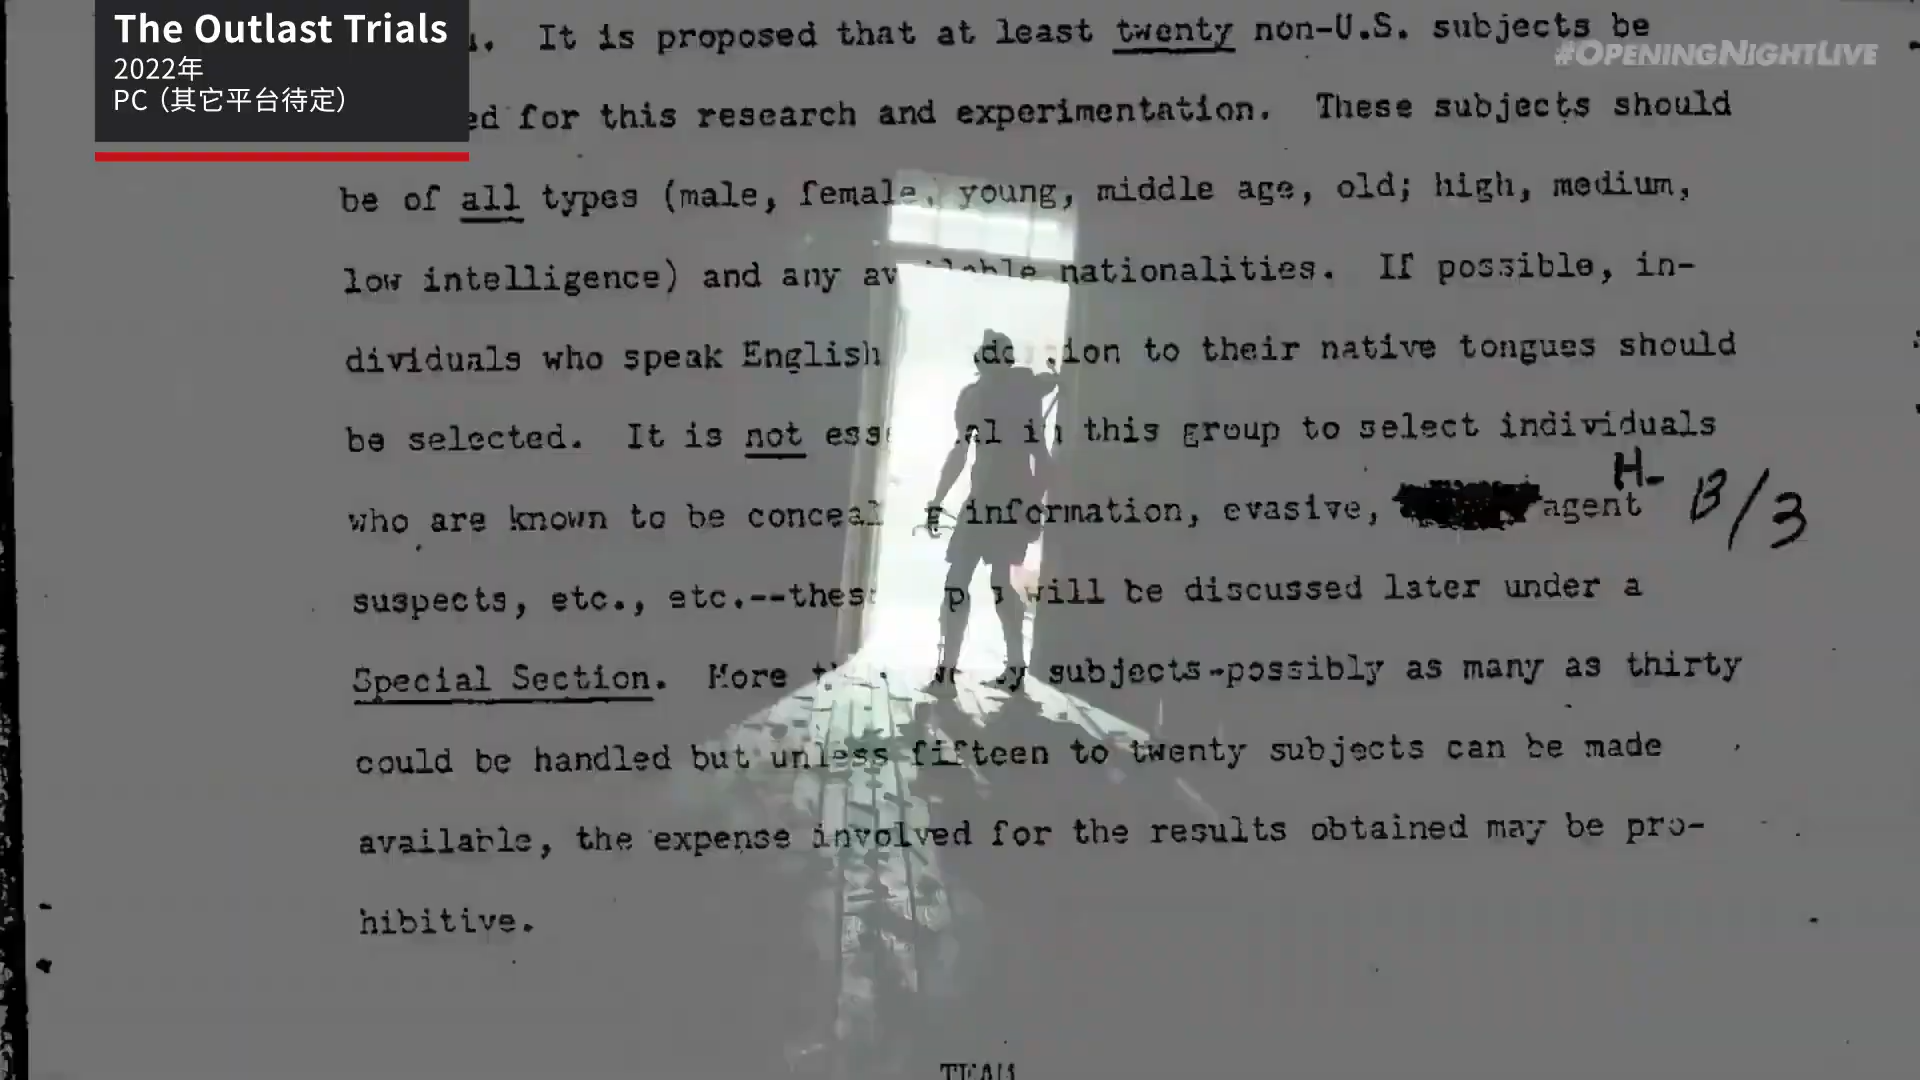 The Outlast Trials
2022年
PC（其它平台待定）
#OPENINGNIGHTLIVE
It is proposed that at least twenty non-U.S. subjects be
ed for this research and experimentation. These subjects should
be of all types (male, female, young, middle age, old; high, medium,
low intelligence) and any available nationalities. If possible, in-
dividuals who speak English ion to their native tongues should
be selected. It is not in this group to select individuals
who are known to be information, evasive, agent
H- B/3
suspects, etc., etc.--these will be discussed later under a
Special Section. More subjects-possibly as many as thirty
could be handled but unless fifteen to twenty subjects can be made
available, the expense involved for the results obtained may be pro-
hibitive.